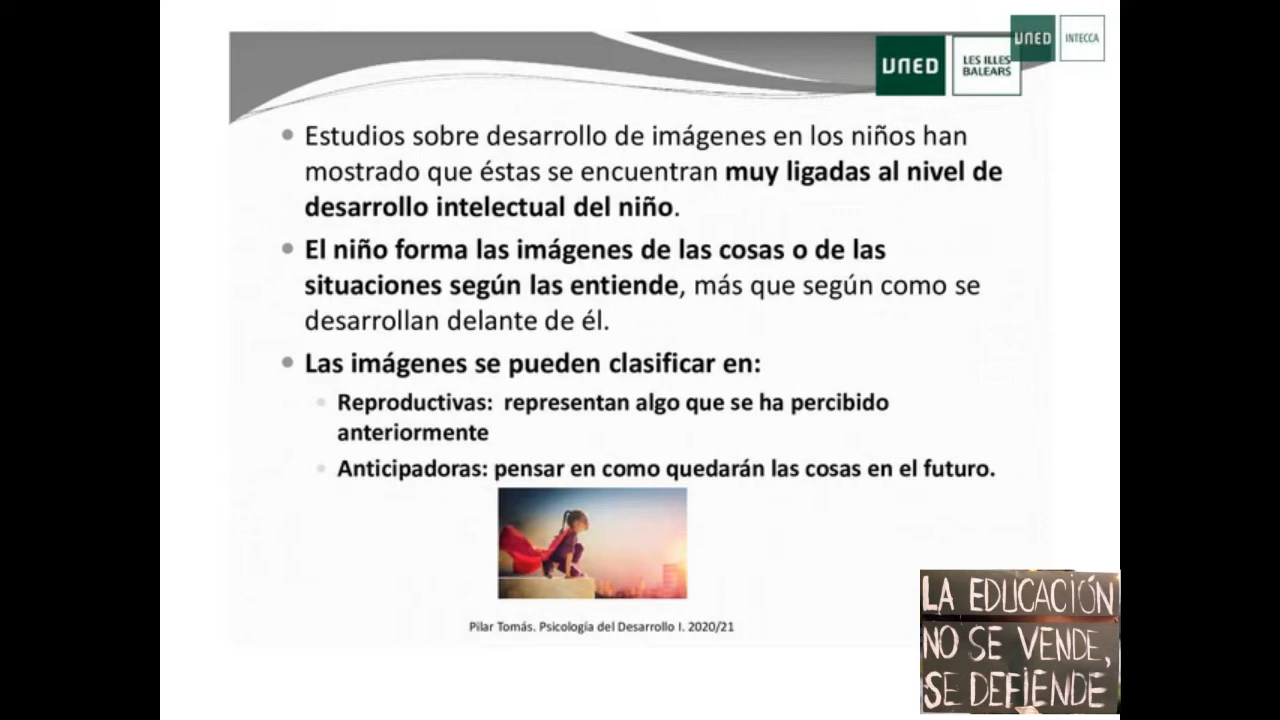 UNED
INTECCA
UNED
LES ILLES
BALEARS
• Estudios sobre desarrollo de imágenes en los niños han
mostrado que éstas se encuentran muy ligadas al nivel de
desarrollo intelectual del niño.
• El niño forma las imágenes de las cosas o de las
situaciones según las entiende, más que según como se
desarrollan delante de él.
• Las imágenes se pueden clasificar en:
• Reproductivas: representan algo que se ha percibido
anteriormente
• Anticipadoras: pensar en como quedarán las cosas en el futuro.
Pilar Tomás. Psicología del Desarrollo I. 2020/21
LA EDUCACIÓN
NO SE VENDE,
SE DEFIENDE